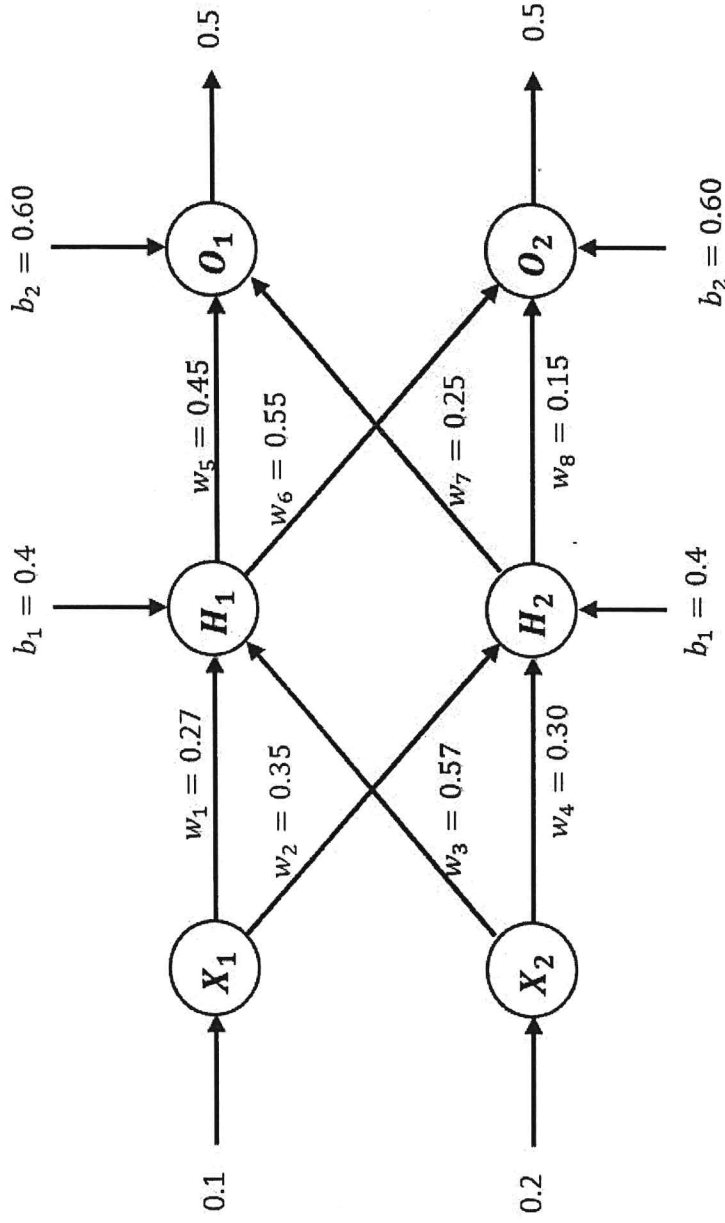 b₁ = 0.4
b₂ = 0.60
0.1
X₁
w₁ = 0.27
H₁
w₅ = 0.45
O₁
0.5
w₂ = 0.35
w₆ = 0.55
w₃ = 0.57
w₇ = 0.25
0.2
X₂
w₄ = 0.30
H₂
w₈ = 0.15
O₂
0.5
b₁ = 0.4
b₂ = 0.60